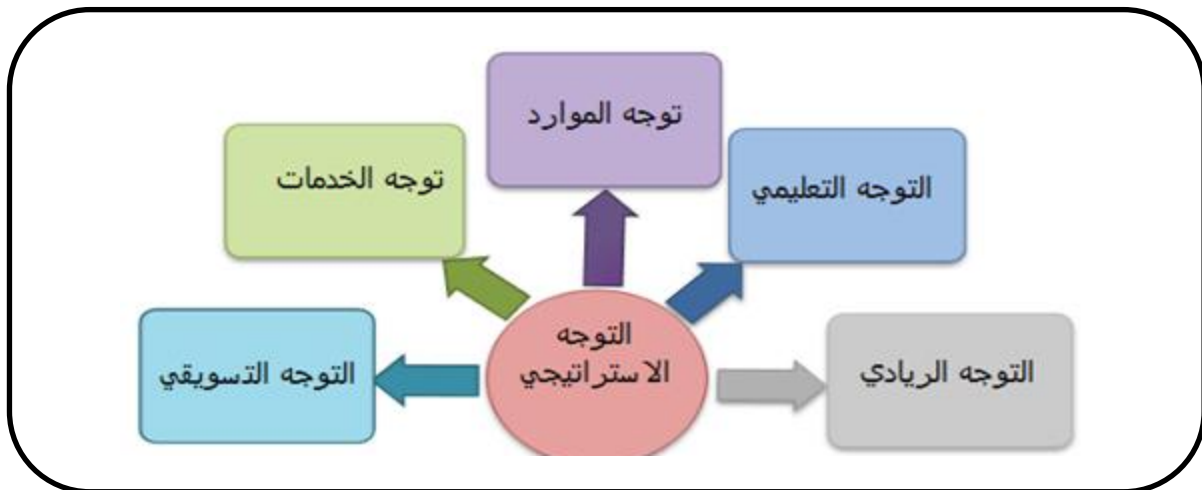 توجه الموارد
التوجه التعليمي
توجه الخدمات
التوجه
الاستراتيجي
التوجه الريادي
التوجه التسويقي